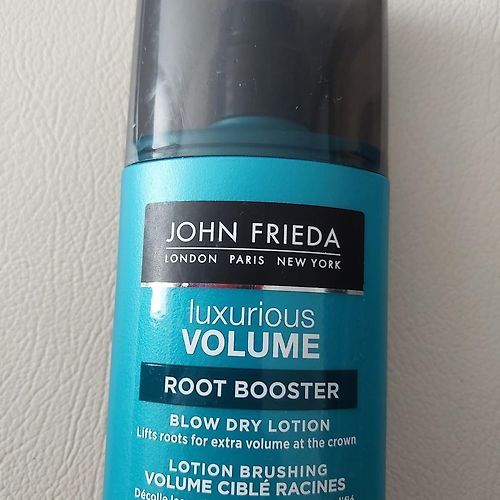 JOHN FRIEDA
LONDON PARIS NEW YORK
luxurious
VOLUME
ROOT BOOSTER
BLOW DRY LOTION
Lifts roots for extra volume at the crown
LOTION BRUSHING
VOLUME CIBLÉ RACINES
Décolle